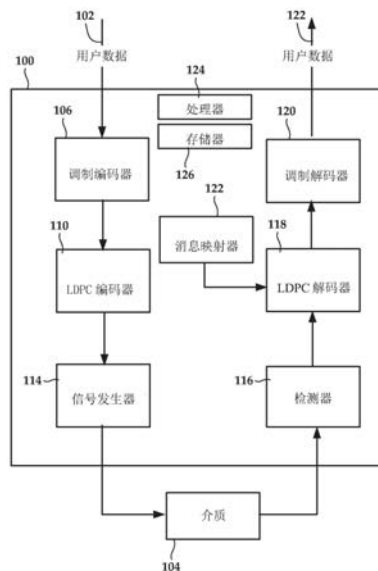 102
122
用户数据
用户数据
100
124
处理器
106
120
存储器
调制编码器
126
调制解码器
122
110
消息映射器
118
LDPC 编码器
LDPC 解码器
114
116
信号发生器
检测器
介质
104